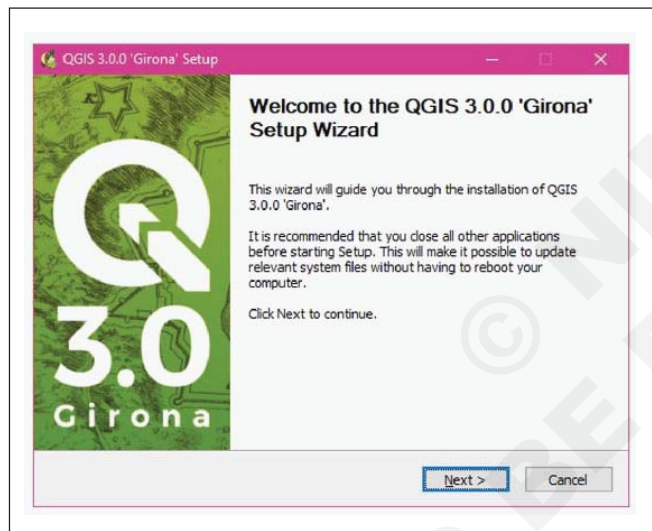 QGIS 3.0.0 'Girona' Setup
Welcome to the QGIS 3.0.0 'Girona'
Setup Wizard
This wizard will guide you through the installation of QGIS
3.0.0 'Girona'.
It is recommended that you close all other applications
before starting Setup. This will make it possible to update
relevant system files without having to reboot your
computer.
Click Next to continue.
3.0
Girona
Next >
Cancel